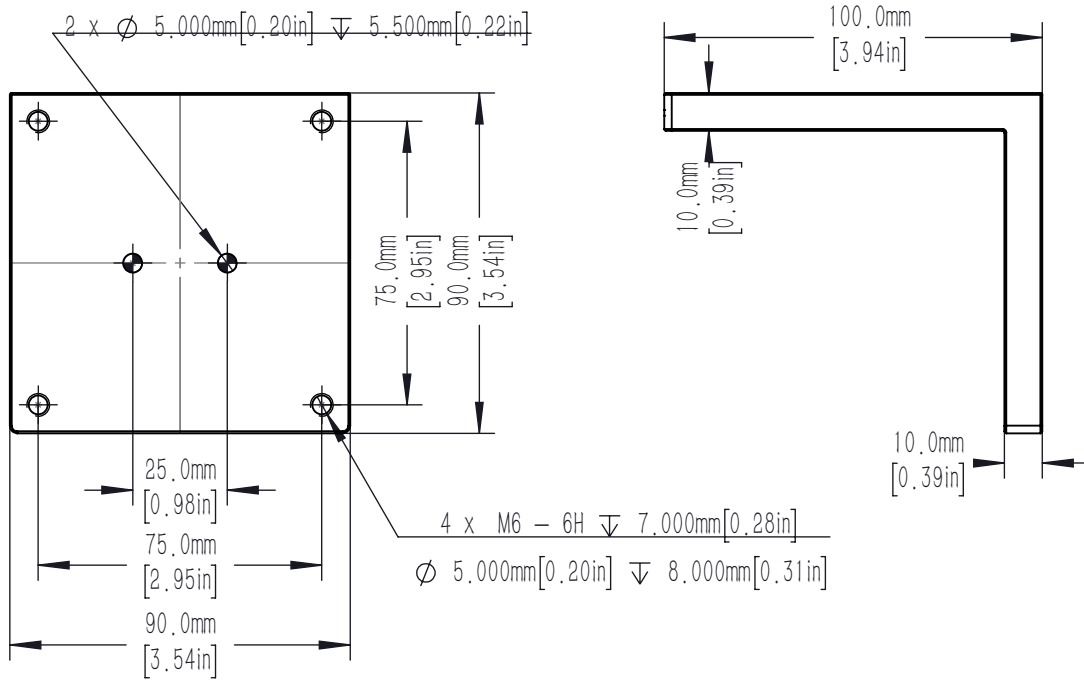 2 x ∅ 5.000mm[0.20in] ↧ 5.500mm[0.22in]
100.0mm
[3.94in]
10.0mm
[0.39in]
75.0mm
[2.95in]
90.0mm
[3.54in]
10.0mm
[0.39in]
25.0mm
[0.98in]
4 x M6 - 6H ↧ 7.000mm[0.28in]
∅ 5.000mm[0.20in] ↧ 8.000mm[0.31in]
75.0mm
[2.95in]
90.0mm
[3.54in]